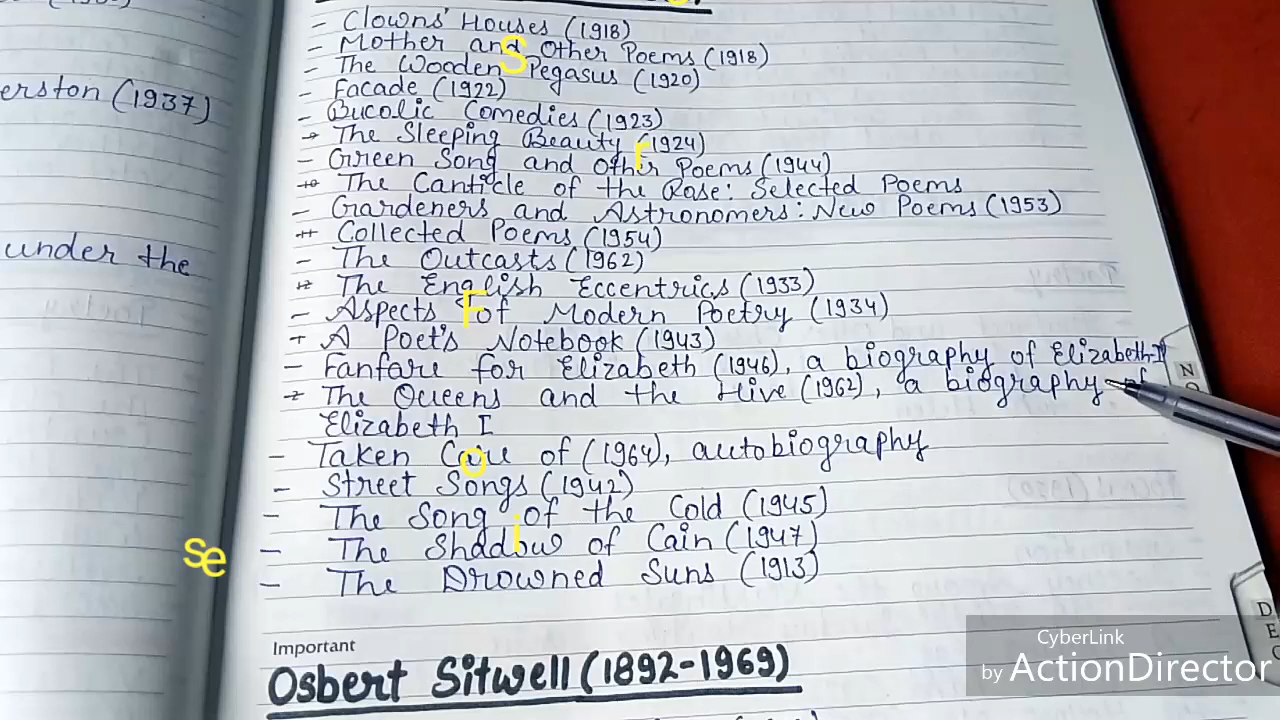 - Clowns' Houses (1918)
- Mother and Other Poems (1918)
- The Wooden Pegasus (1920)
- Facade (1922)
erston (1937)
- Bucolic Comedies (1923)
- The Sleeping Beauty (1924)
- Green Song and Other Poems (1944)
- The Canticle of the Rose: Selected Poems
- Gardeners and Astronomers: New Poems (1953)
- Collected Poems (1954)
under the
- The Outcasts (1962)
- The English Eccentrics (1933)
- Aspects of Modern Poetry (1934)
- A Poet's Notebook (1943)
- Fanfare for Elizabeth (1946), a biography of Elizabeth I
- The Queens and the Hive (1962), a biography of
Elizabeth I
- Taken of (1964), autobiography
- Street Songs (1942)
- The Song of the Cold (1945)
- The Shadow of Cain (1947)
- The Drowned Suns (1913)
S
F
o
i
se
Important
Osbert Sitwell (1892-1969)
N
D
E
C
CyberLink
by ActionDirector